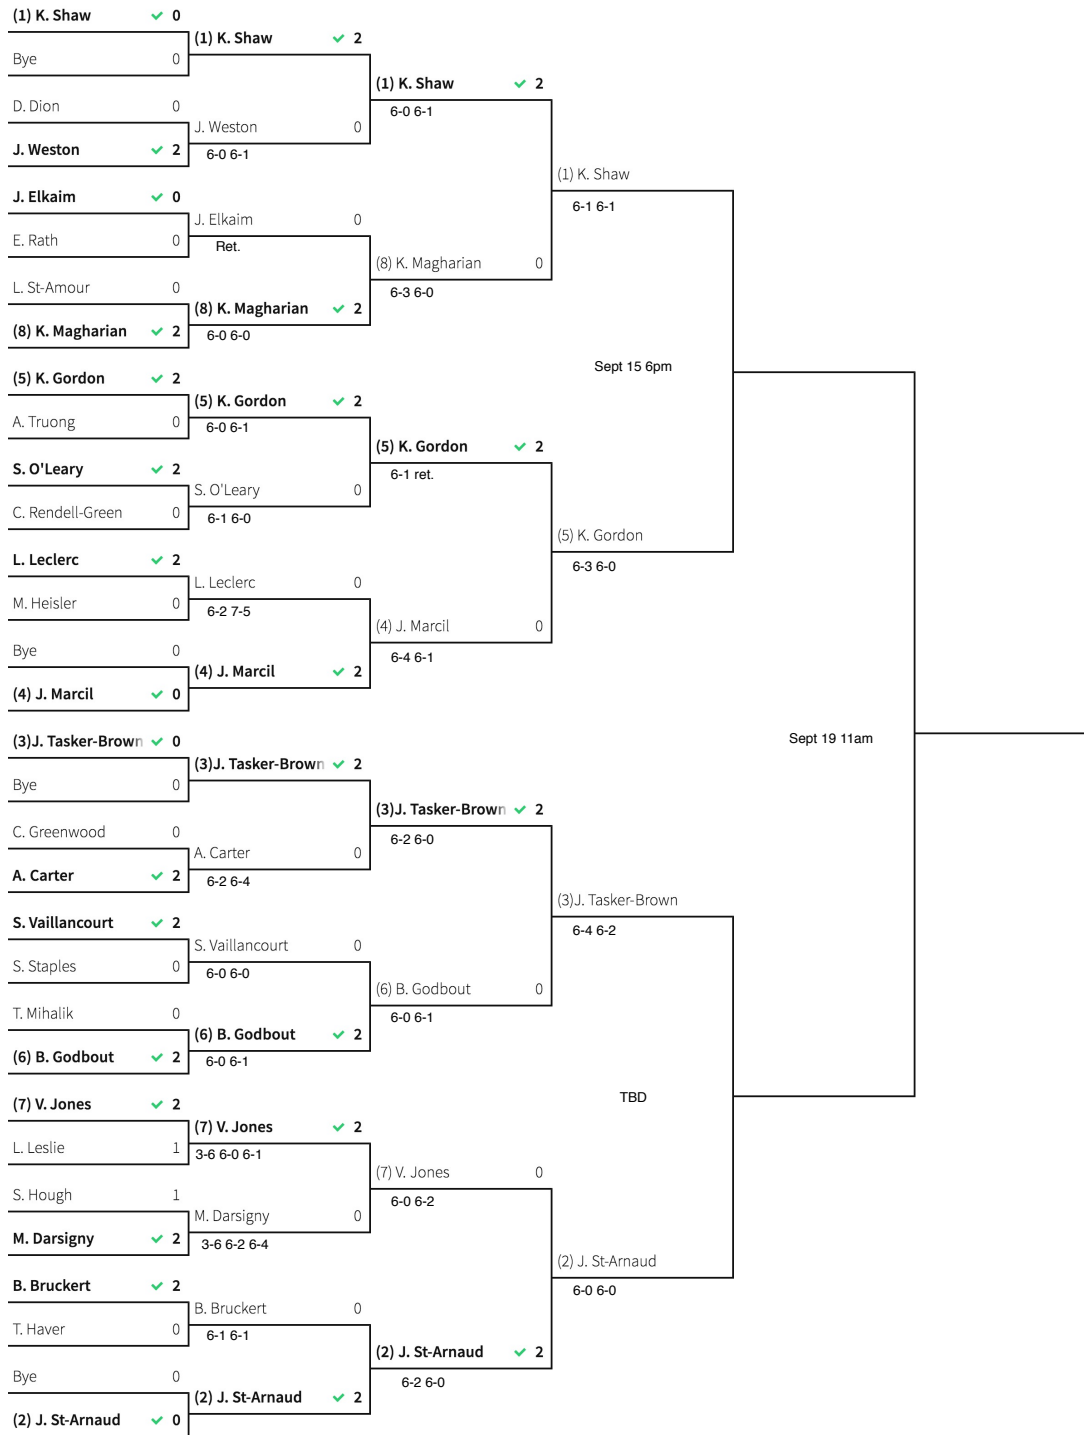 (1) K. Shaw 0
Bye 0
D. Dion 0
J. Weston 2
J. Elkaim 0
E. Rath 0
L. St-Amour 0
(8) K. Magharian 2
(5) K. Gordon 2
A. Truong 0
S. O'Leary 2
C. Rendell-Green 0
L. Leclerc 2
M. Heisler 0
Bye 0
(4) J. Marcil 0
(3)J. Tasker-Brown 0
Bye 0
C. Greenwood 0
A. Carter 2
S. Vaillancourt 2
S. Staples 0
T. Mihalik 0
(6) B. Godbout 2
(7) V. Jones 2
L. Leslie 1
S. Hough 1
M. Darsigny 2
B. Bruckert 2
T. Haver 0
Bye 0
(2) J. St-Arnaud 0
(1) K. Shaw 2
J. Weston 0
6-0 6-1
J. Elkaim 0
Ret.
(8) K. Magharian 2
6-0 6-0
(5) K. Gordon 2
6-0 6-1
S. O'Leary 0
6-1 6-0
L. Leclerc 0
6-2 7-5
(4) J. Marcil 2
(3)J. Tasker-Brown 2
A. Carter 0
6-2 6-4
S. Vaillancourt 0
6-0 6-0
(6) B. Godbout 2
6-0 6-1
(7) V. Jones 2
3-6 6-0 6-1
M. Darsigny 0
3-6 6-2 6-4
B. Bruckert 0
6-1 6-1
(2) J. St-Arnaud 2
(1) K. Shaw 2
6-0 6-1
(8) K. Magharian 0
6-3 6-0
(5) K. Gordon 2
6-1 ret.
(4) J. Marcil 0
6-4 6-1
(3)J. Tasker-Brown 2
6-2 6-0
(6) B. Godbout 0
6-0 6-1
(7) V. Jones 0
6-0 6-2
(2) J. St-Arnaud 2
6-2 6-0
(1) K. Shaw
6-1 6-1
Sept 15 6pm
(5) K. Gordon
6-3 6-0
(3)J. Tasker-Brown
6-4 6-2
TBD
(2) J. St-Arnaud
6-0 6-0
Sept 19 11am